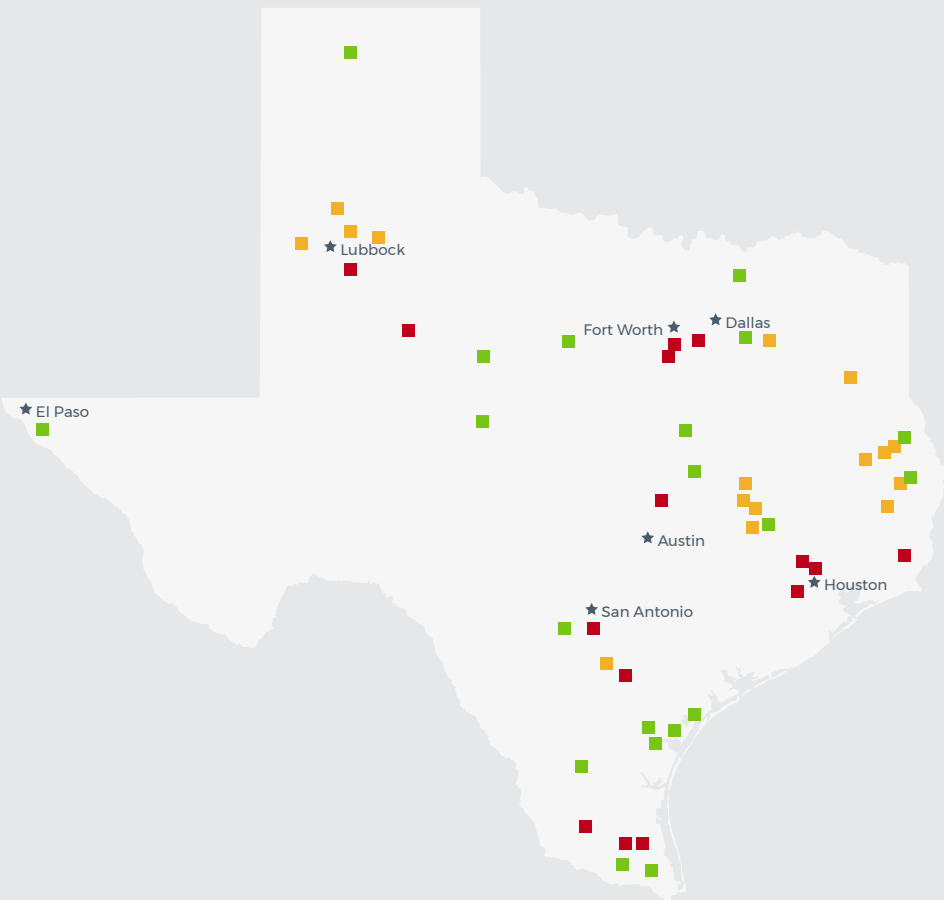 Lubbock
Dallas
Fort Worth
El Paso
Austin
Houston
San Antonio